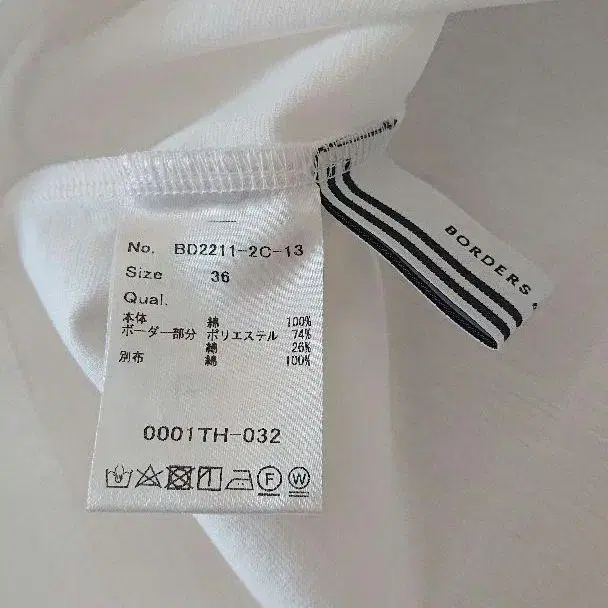 No. BD2211-2C-13
Size 36
Qual.
本体 綿 100%
ボーダー部分 ポリエステル 74%
綿 26%
別布 綿 100%
0001TH-032
F W
BORDERS